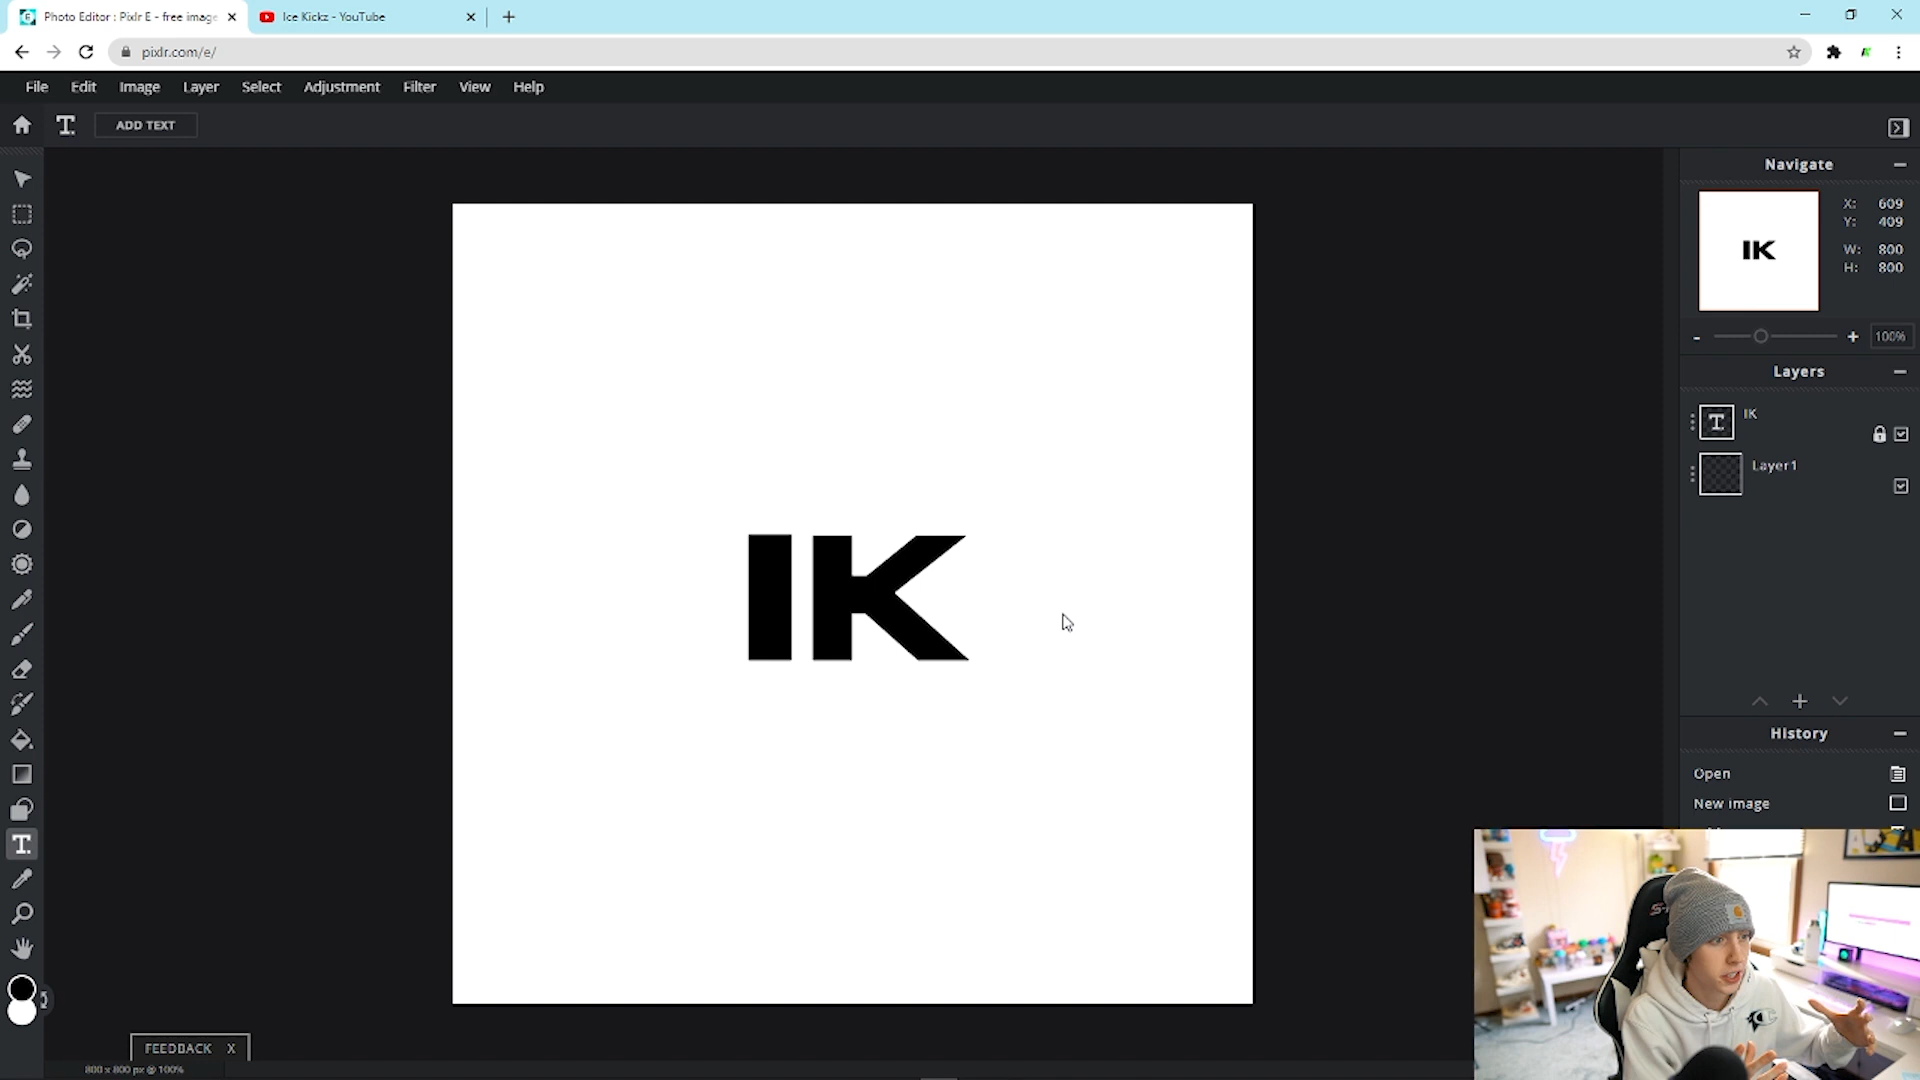 Photo Editor : Pixlr E - free image
Ice Kickz - YouTube
pixlr.com/e/
File Edit Image Layer Select Adjustment Filter View Help
ADD TEXT
Navigate
X: 609
Y: 409
W: 800
H: 800
IK
100%
Layers
IK
Layer1
IK
History
Open
New image
FEEDBACK X
800 x 800 px @ 100%